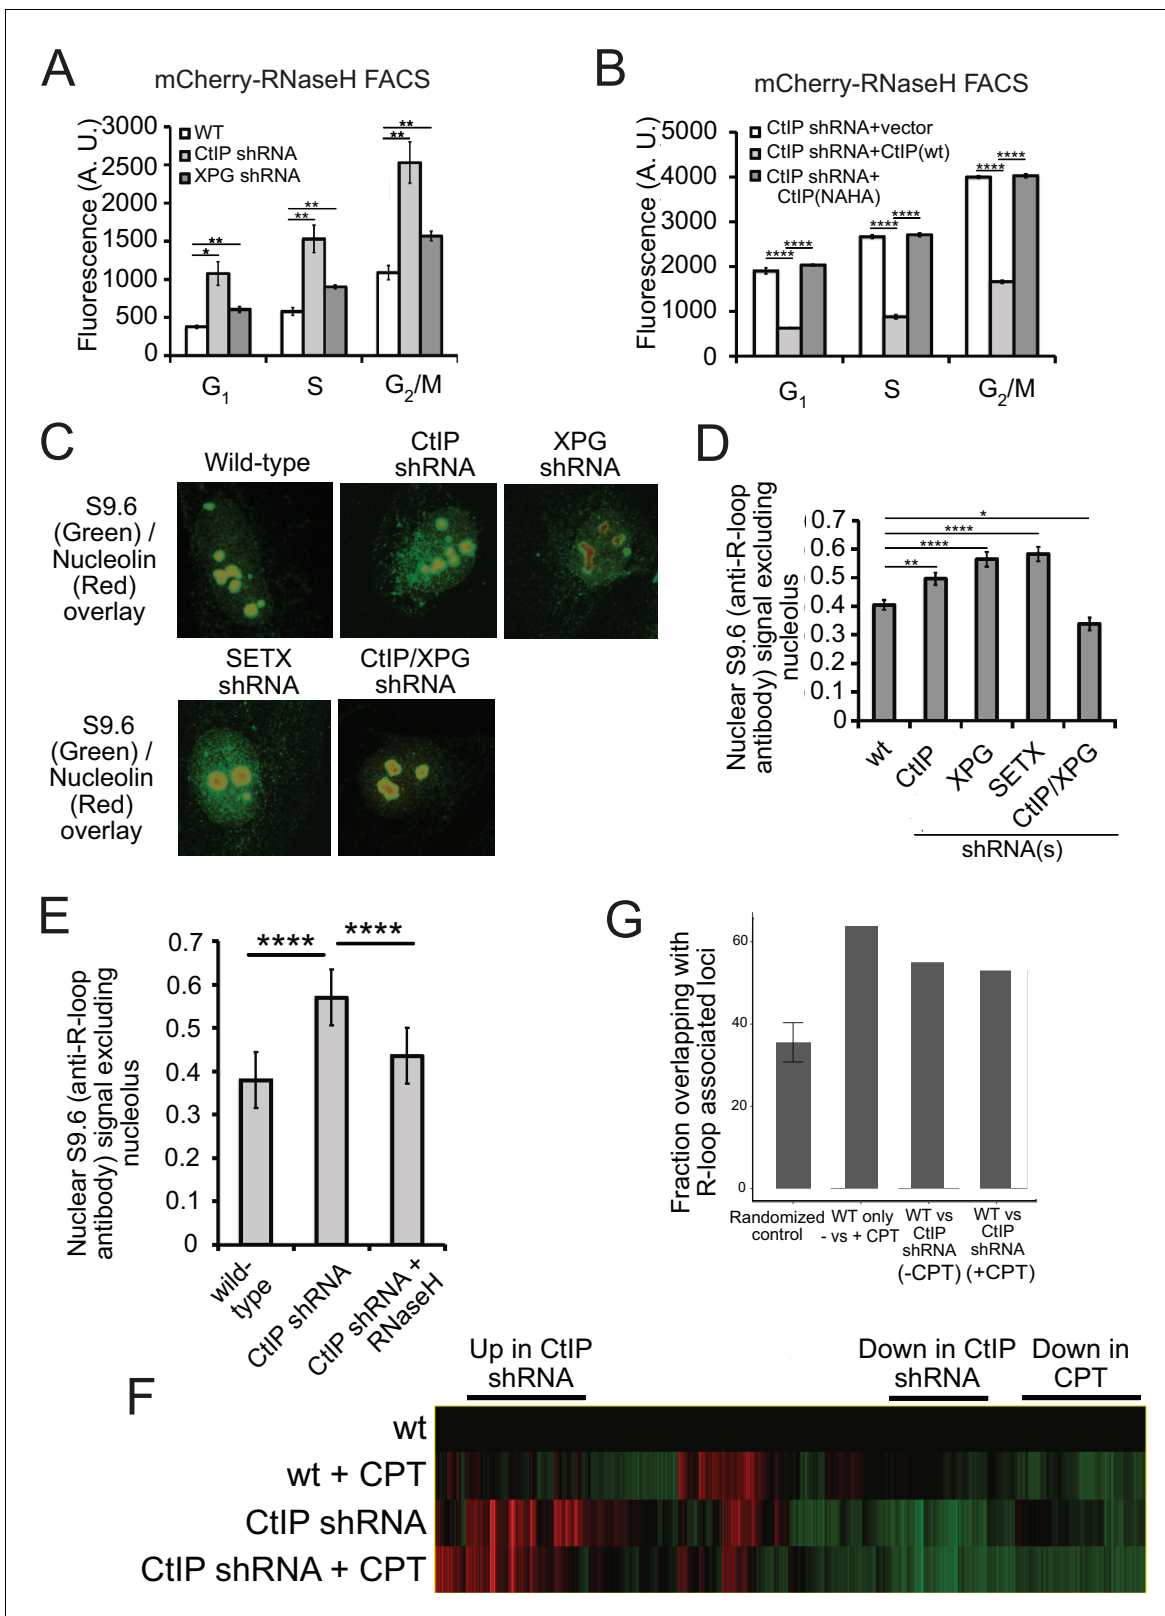 A
mCherry-RNaseH FACS
Fluorescence (A. U.)
3000
2500
2000
1500
1000
500
0
WT
CtIP shRNA
XPG shRNA
**
*
**
**
**
**
G1
S
G2/M
B
mCherry-RNaseH FACS
Fluorescence (A. U.)
5000
4000
3000
2000
1000
0
CtIP shRNA+vector
CtIP shRNA+CtIP(wt)
CtIP shRNA+
CtIP(NAHA)
****
****
****
****
****
****
G1
S
G2/M
C
Wild-type
CtIP
shRNA
XPG
shRNA
S9.6
(Green) /
Nucleolin
(Red)
overlay
SETX
shRNA
CtIP/XPG
shRNA
S9.6
(Green) /
Nucleolin
(Red)
overlay
D
Nuclear S9.6 (anti-R-loop
antibody) signal excluding
nucleolus
0.7
0.6
0.5
0.4
0.3
0.2
0.1
0
*
****
****
**
wt
CtIP
XPG
SETX
CtIP/XPG
shRNA(s)
E
Nuclear S9.6 (anti-R-loop
antibody) signal excluding
nucleolus
0.7
0.6
0.5
0.4
0.3
0.2
0.1
0
****
****
wild-
type
CtIP shRNA
CtIP shRNA +
RNaseH
G
Fraction overlapping with
R-loop associated loci
60
40
20
0
Randomized
control
WT only
- vs + CPT
WT vs
CtIP
shRNA
(-CPT)
WT vs
CtIP
shRNA
(+CPT)
F
Up in CtIP
shRNA
Down in CtIP
shRNA
Down in
CPT
wt
wt + CPT
CtIP shRNA
CtIP shRNA + CPT